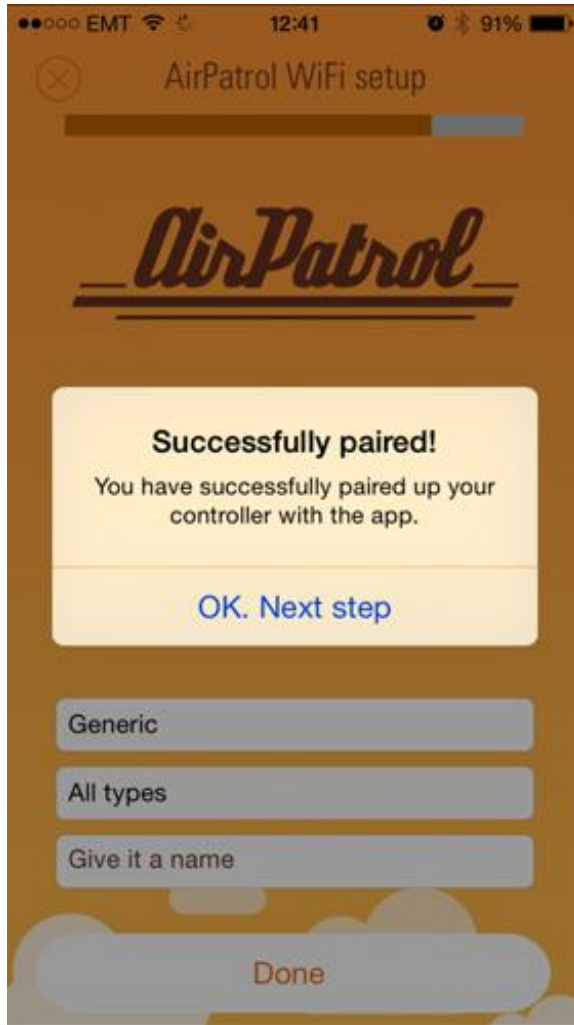 EMT 12:41 91%
AirPatrol WiFi setup
AirPatrol
Successfully paired!
You have successfully paired up your
controller with the app.
OK. Next step
Generic
All types
Give it a name
Done